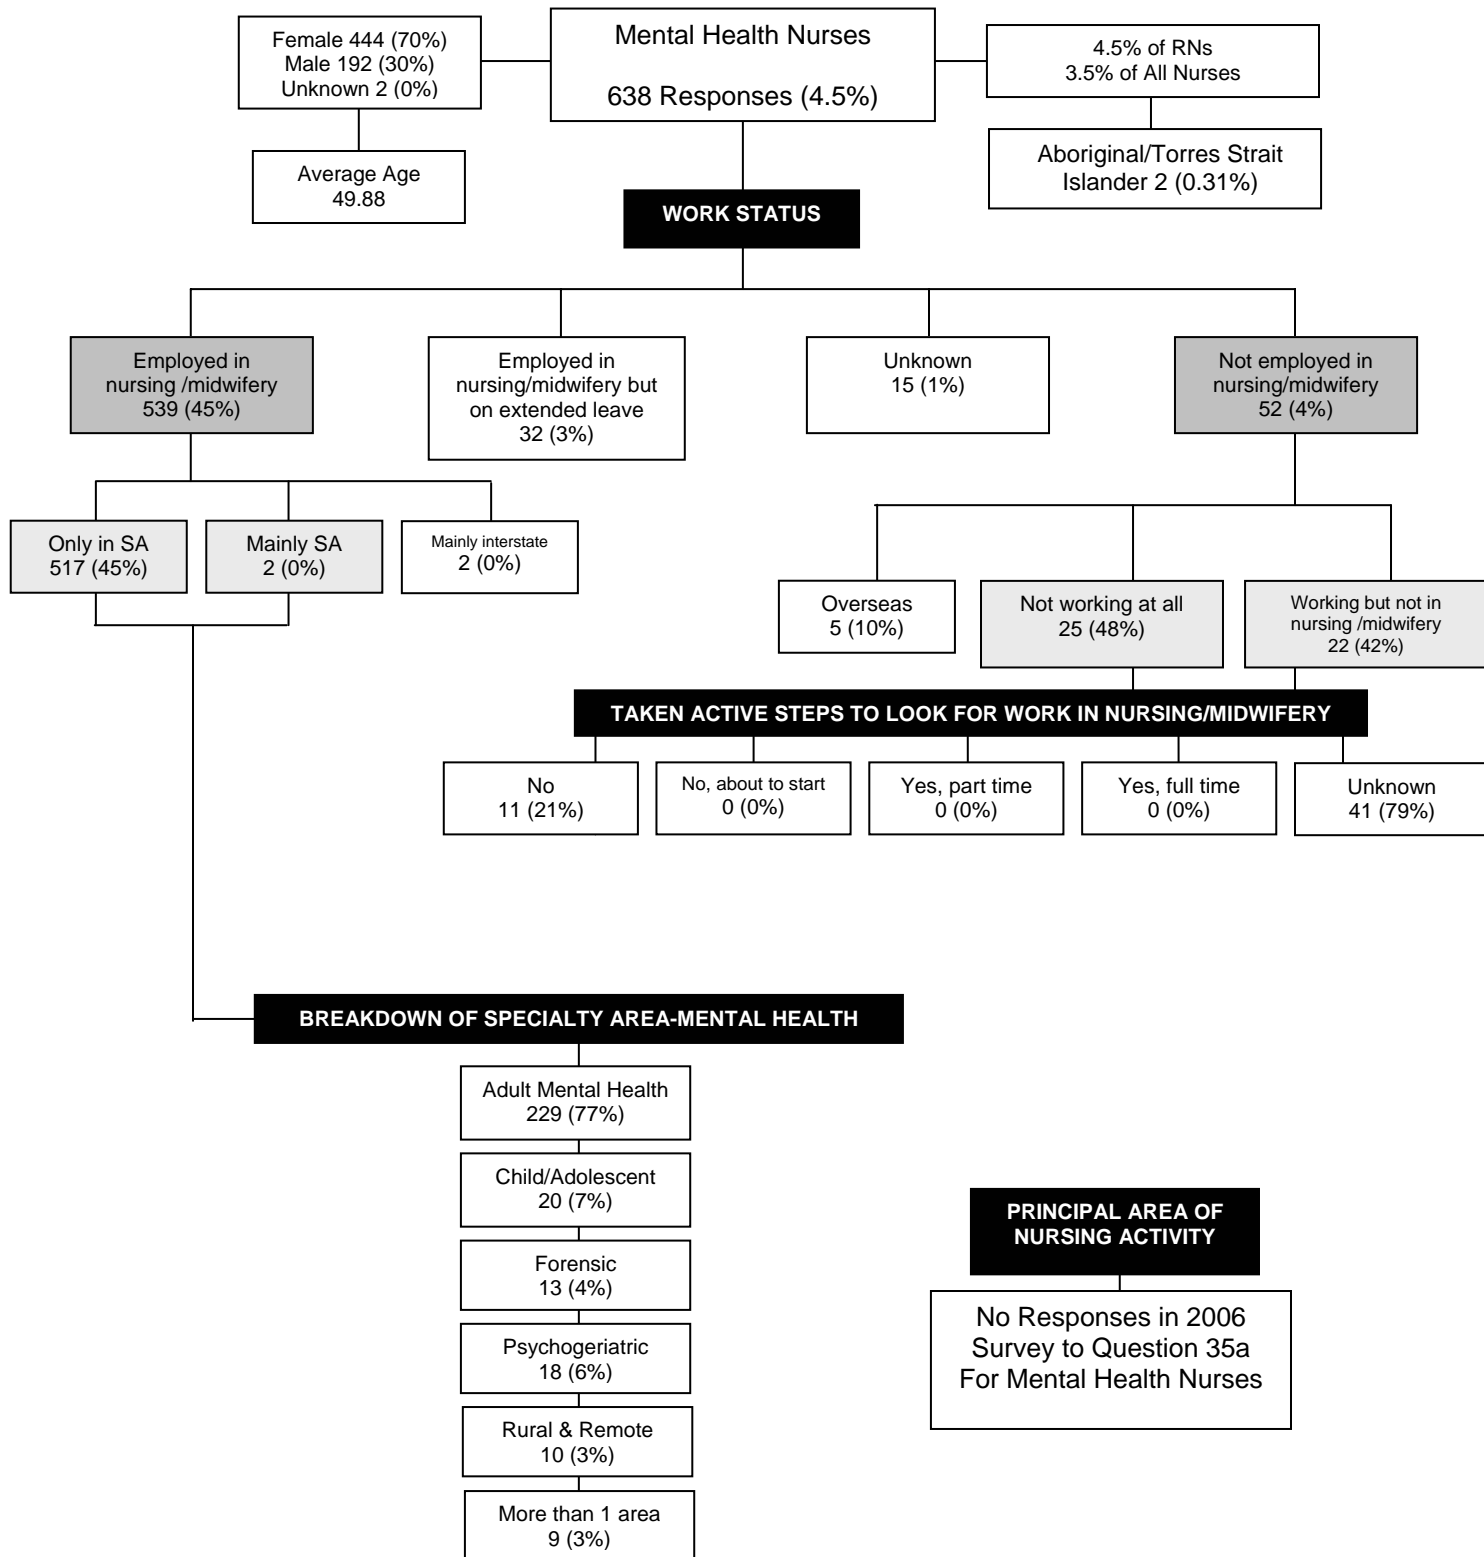 Female 444 (70%)
Male 192 (30%)
Unknown 2 (0%)
Mental Health Nurses
638 Responses (4.5%)
4.5% of RNs
3.5% of All Nurses
Average Age
49.88
Aboriginal/Torres Strait
Islander 2 (0.31%)
WORK STATUS
Employed in
nursing /midwifery
539 (45%)
Employed in
nursing/midwifery but
on extended leave
32 (3%)
Unknown
15 (1%)
Not employed in
nursing/midwifery
52 (4%)
Only in SA
517 (45%)
Mainly SA
2 (0%)
Mainly interstate
2 (0%)
Overseas
5 (10%)
Not working at all
25 (48%)
Working but not in
nursing /midwifery
22 (42%)
TAKEN ACTIVE STEPS TO LOOK FOR WORK IN NURSING/MIDWIFERY
No
11 (21%)
No, about to start
0 (0%)
Yes, part time
0 (0%)
Yes, full time
0 (0%)
Unknown
41 (79%)
BREAKDOWN OF SPECIALTY AREA-MENTAL HEALTH
Adult Mental Health
229 (77%)
Child/Adolescent
20 (7%)
Forensic
13 (4%)
Psychogeriatric
18 (6%)
Rural & Remote
10 (3%)
More than 1 area
9 (3%)
PRINCIPAL AREA OF
NURSING ACTIVITY
No Responses in 2006
Survey to Question 35a
For Mental Health Nurses